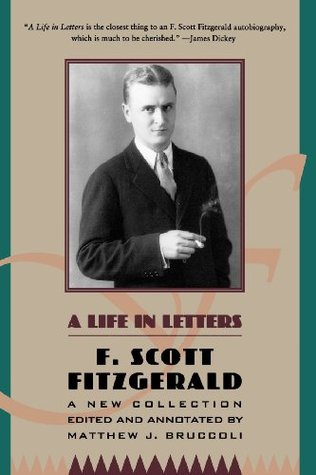 “A Life in Letters is the closest thing to an F. Scott Fitzgerald autobiography,
which is much to be cherished.” —James Dickey
A LIFE IN LETTERS
F. SCOTT
FITZGERALD
A NEW COLLECTION
EDITED AND ANNOTATED BY
MATTHEW J. BRUCCOLI